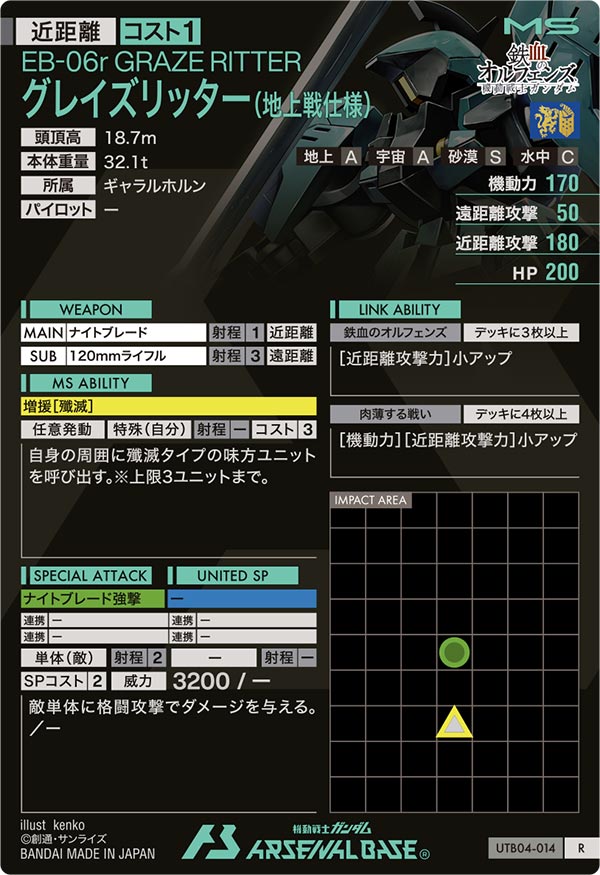 近距離 コスト1
MS
EB-06r GRAZE RITTER
グレイズリッター(地上戦仕様)
鉄血の
オルフェンズ
機動戦士ガンダム
頭頂高 18.7m
本体重量 32.1t
所属 ギャラルホルン
パイロット ー
地上 A 宇宙 A 砂漠 S 水中 C
機動力 170
遠距離攻撃 50
近距離攻撃 180
HP 200
WEAPON
MAIN ナイトブレード 射程 1 近距離
SUB 120mmライフル 射程 3 遠距離
MS ABILITY
増援[殲滅]
任意発動 特殊(自分) 射程 ー コスト 3
自身の周囲に殲滅タイプの味方ユニット
を呼び出す。※上限3ユニットまで。
LINK ABILITY
鉄血のオルフェンズ デッキに3枚以上
[近距離攻撃力]小アップ
肉薄する戦い デッキに4枚以上
[機動力][近距離攻撃力]小アップ
IMPACT AREA
SPECIAL ATTACK UNITED SP
ナイトブレード強撃 ー
連携 ー 連携 ー
連携 ー 連携 ー
単体(敵) 射程 2 ー 射程 ー
SPコスト 2 威力 3200 / ー
敵単体に格闘攻撃でダメージを与える。
/ー
illust kenko
©創通・サンライズ
BANDAI MADE IN JAPAN
機動戦士ガンダム
AB ARSENAL BASE®
UTB04-014 R